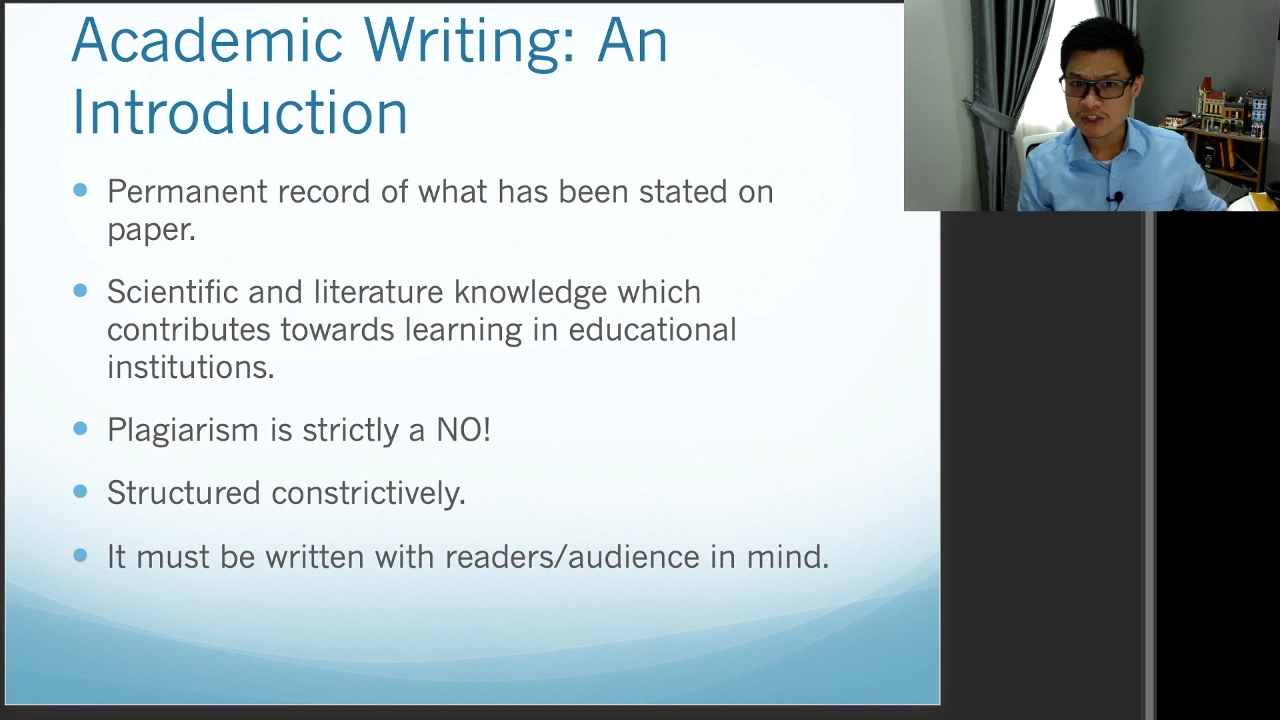 Academic Writing: An
Introduction
Permanent record of what has been stated on
paper.
Scientific and literature knowledge which
contributes towards learning in educational
institutions.
Plagiarism is strictly a NO!
Structured constrictively.
It must be written with readers/audience in mind.